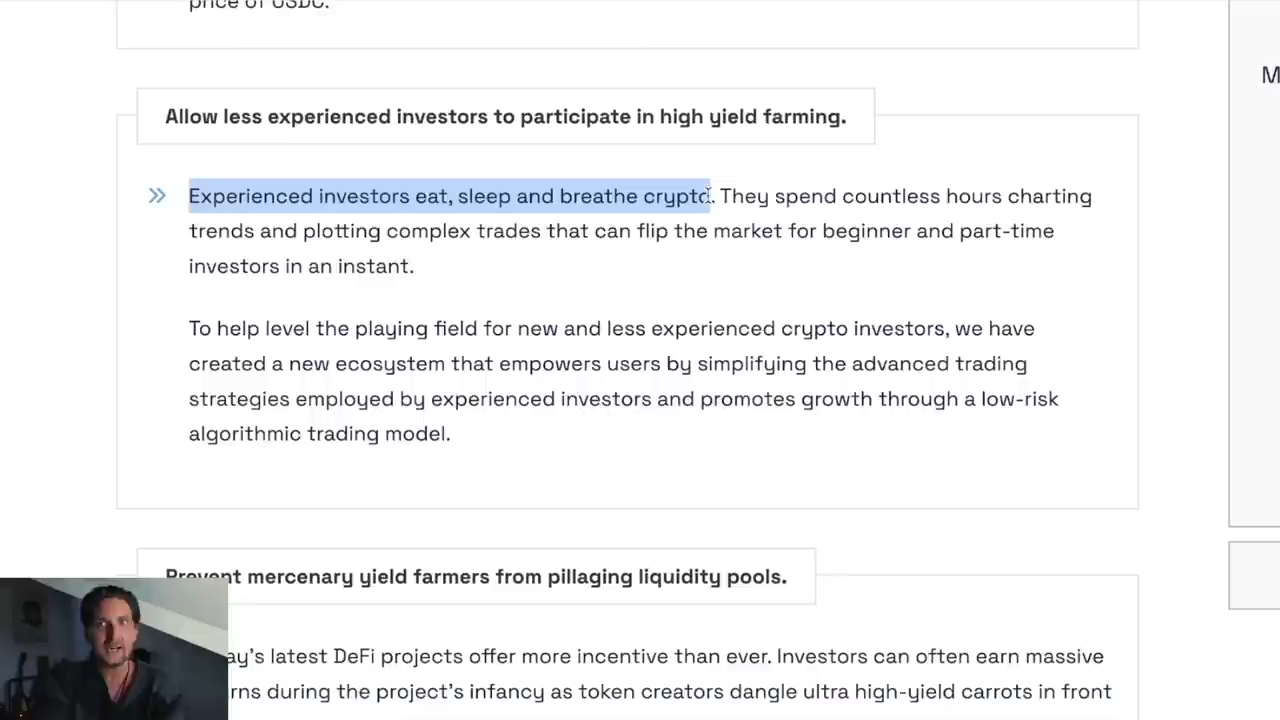 price of USDC.
M
Allow less experienced investors to participate in high yield farming.
Experienced investors eat, sleep and breathe crypto. They spend countless hours charting
trends and plotting complex trades that can flip the market for beginner and part-time
investors in an instant.
To help level the playing field for new and less experienced crypto investors, we have
created a new ecosystem that empowers users by simplifying the advanced trading
strategies employed by experienced investors and promotes growth through a low-risk
algorithmic trading model.
Prevent mercenary yield farmers from pillaging liquidity pools.
ay's latest DeFi projects offer more incentive than ever. Investors can often earn massive
rns during the project's infancy as token creators dangle ultra high-yield carrots in front